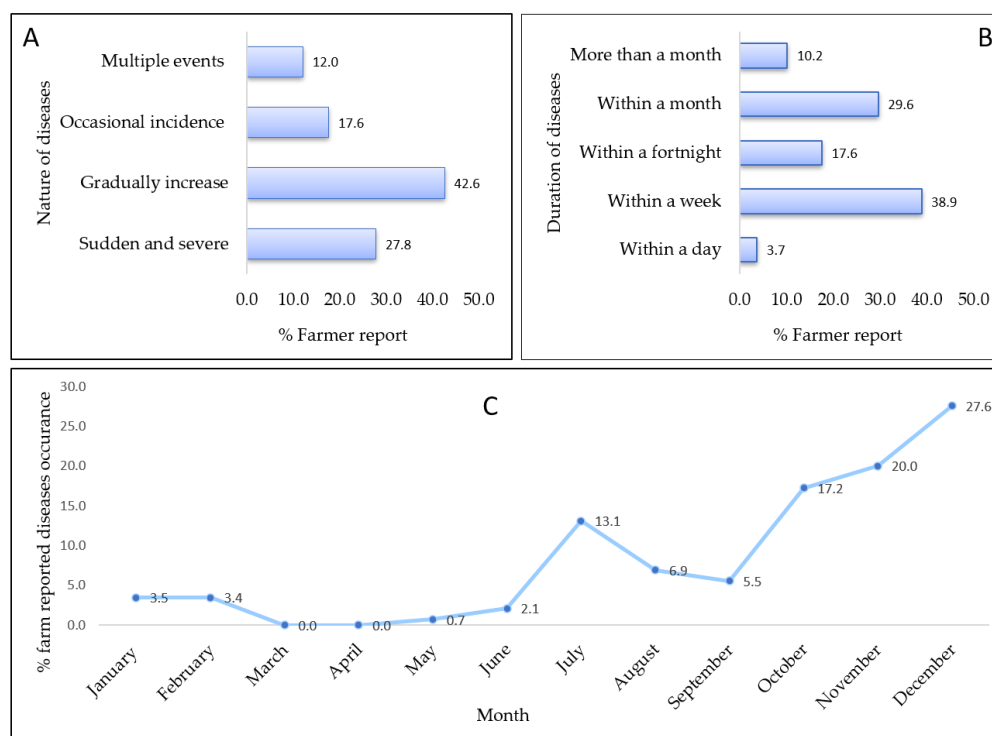 A
Nature of diseases
Multiple events 12.0
Occasional incidence 17.6
Gradually increase 42.6
Sudden and severe 27.8
0.0 10.0 20.0 30.0 40.0 50.0
% Farmer report
B
Duration of diseases
More than a month 10.2
Within a month 29.6
Within a fortnight 17.6
Within a week 38.9
Within a day 3.7
0.0 10.0 20.0 30.0 40.0 50.0
% Farmer report
C
% farm reported diseases occurance
30.0
25.0
20.0
15.0
10.0
5.0
0.0
3.5 3.4 0.0 0.0 0.7 2.1 13.1 6.9 5.5 17.2 20.0 27.6
January February March April May June July August September October November December
Month